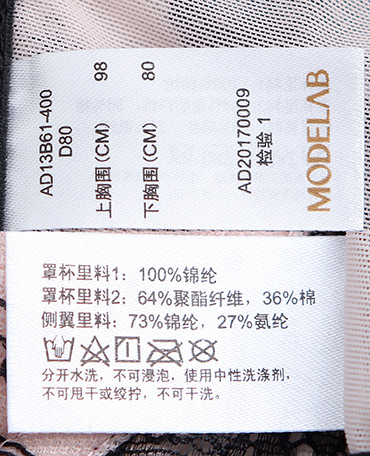 AD13B61-400
D80
上胸围(CM) 98
下胸围(CM) 80
AD20170009
检验 1
MODELAB
罩杯里料1: 100%锦纶
罩杯里料2: 64%聚酯纤维, 36%棉
侧翼里料: 73%锦纶, 27%氨纶
分开水洗, 不可浸泡, 使用中性洗涤剂,
不可甩干或绞拧, 不可干洗.